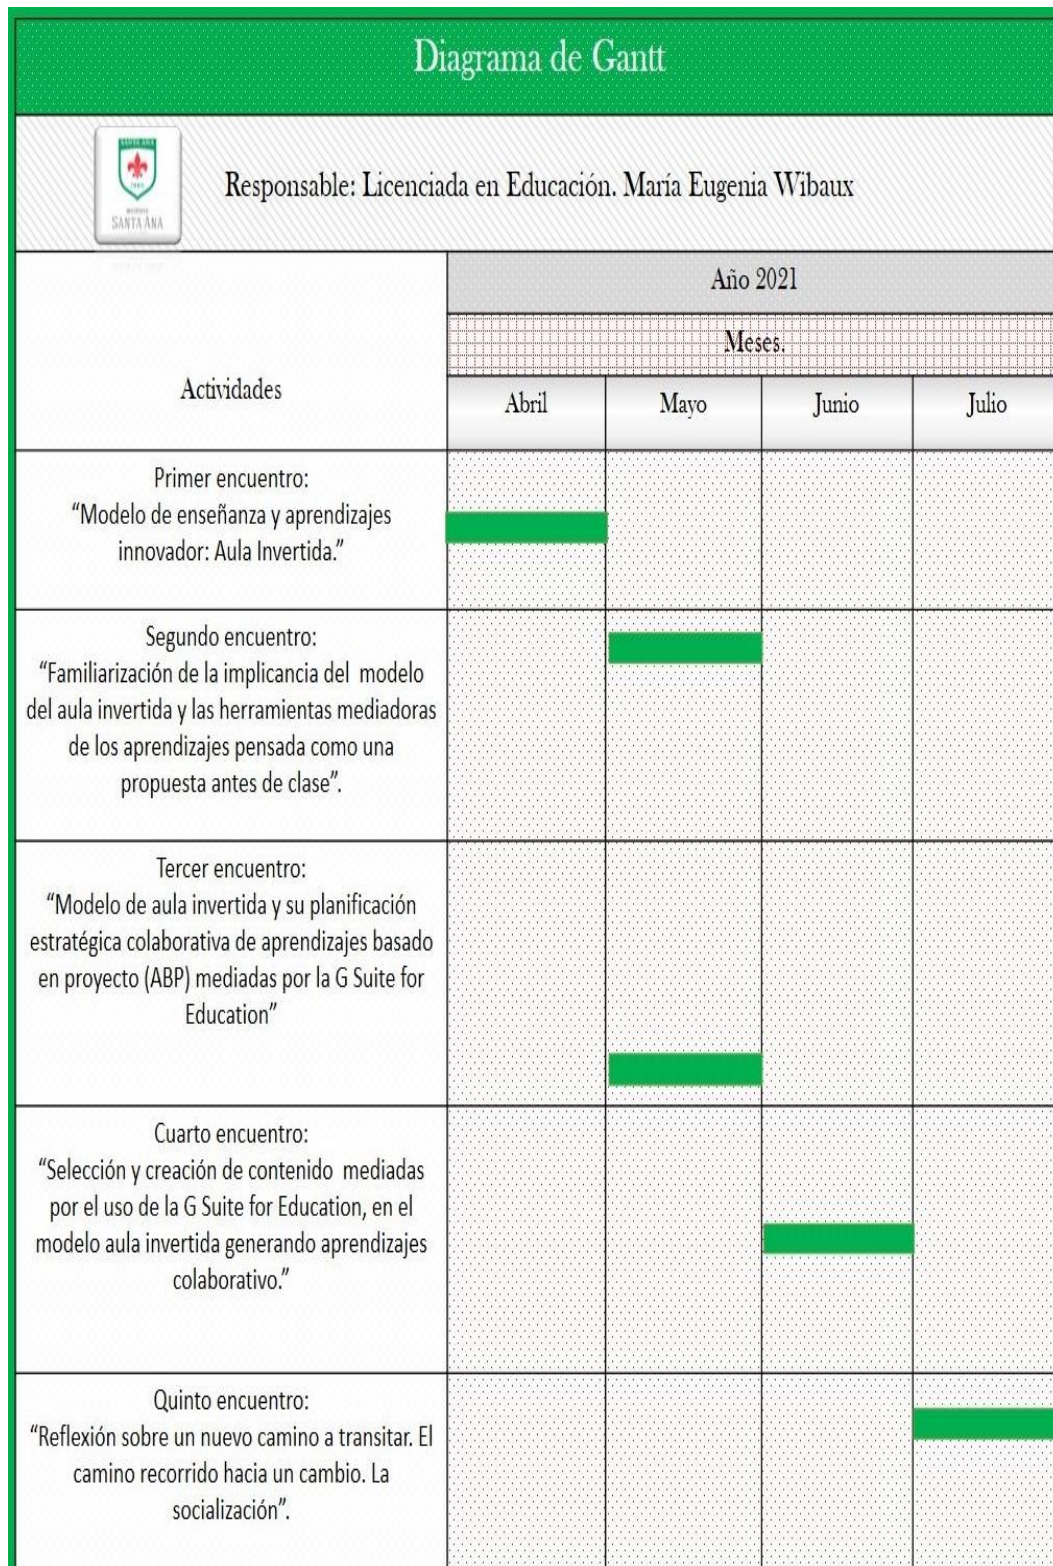 Diagrama de Gantt
SANTA ANA
SANTA ANA
Responsable: Licenciada en Educación. María Eugenia Wibaux
Año 2021
Meses.
Actividades
Abril
Mayo
Junio
Julio
Primer encuentro:
“Modelo de enseñanza y aprendizajes
innovador: Aula Invertida.”
Segundo encuentro:
“Familiarización de la implicancia del modelo
del aula invertida y las herramientas mediadoras
de los aprendizajes pensada como una
propuesta antes de clase”.
Tercer encuentro:
“Modelo de aula invertida y su planificación
estratégica colaborativa de aprendizajes basado
en proyecto (ABP) mediadas por la G Suite for
Education”
Cuarto encuentro:
“Selección y creación de contenido mediadas
por el uso de la G Suite for Education, en el
modelo aula invertida generando aprendizajes
colaborativo.”
Quinto encuentro:
“Reflexión sobre un nuevo camino a transitar. El
camino recorrido hacia un cambio. La
socialización”.